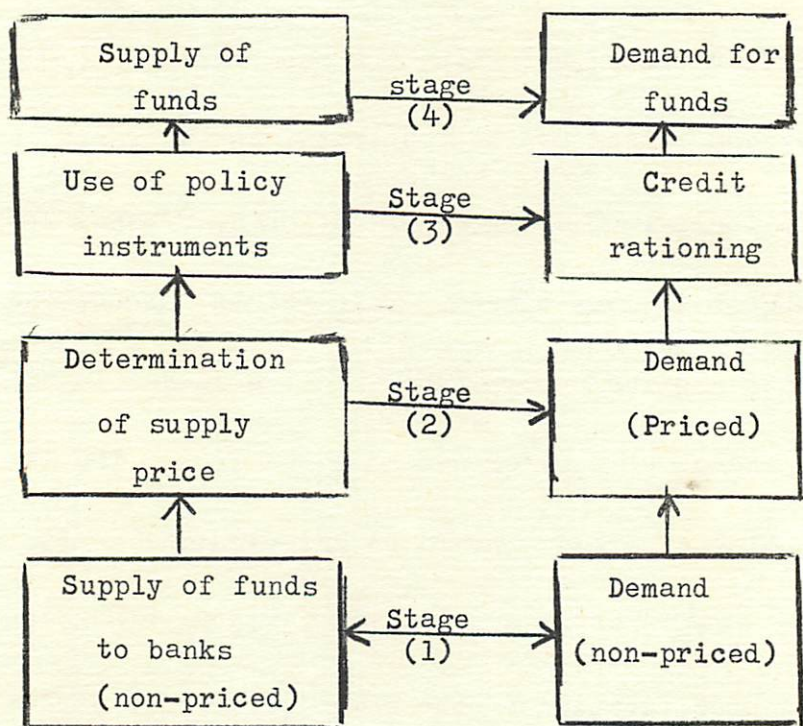 Supply of
funds
stage
(4)
Demand for
funds
Use of policy
instruments
Stage
(3)
Credit
rationing
Determination
of supply
price
Stage
(2)
Demand
(Priced)
Supply of funds
to banks
(non-priced)
Stage
(1)
Demand
(non-priced)